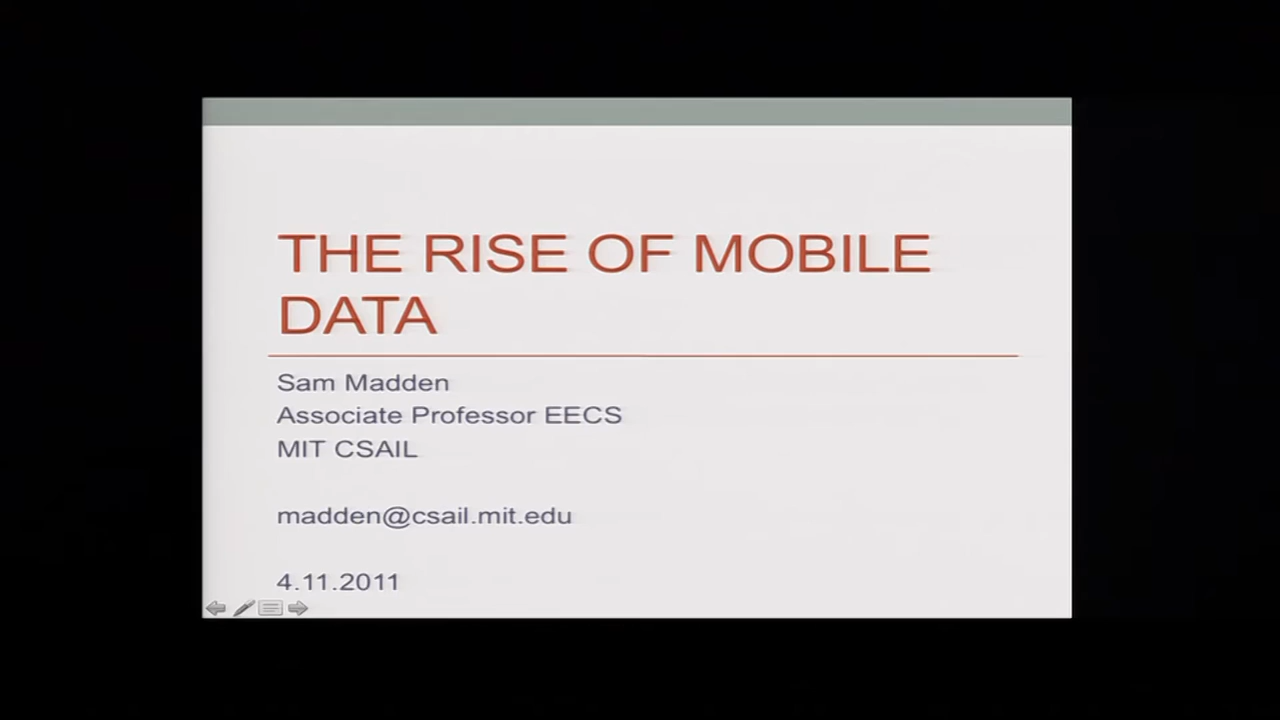 THE RISE OF MOBILE
DATA
Sam Madden
Associate Professor EECS
MIT CSAIL
madden@csail.mit.edu
4.11.2011